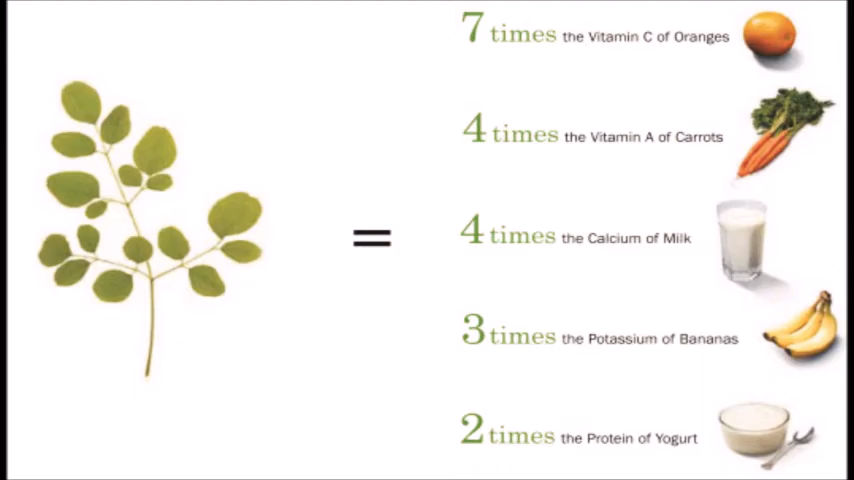 7 times the Vitamin C of Oranges
4 times the Vitamin A of Carrots
=
4 times the Calcium of Milk
3 times the Potassium of Bananas
2 times the Protein of Yogurt